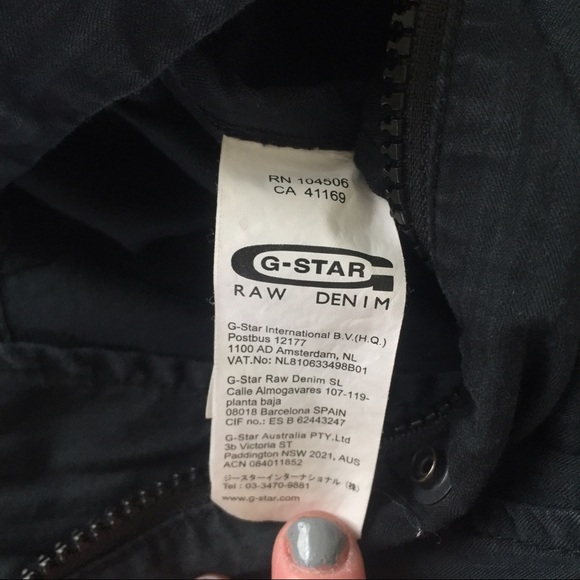 RN 104506
CA 41169
G-STAR
RAW DENIM
G-Star International B.V.(H.Q.)
Postbus 12177
1100 AD Amsterdam, NL
VAT.No: NL810633498B01
G-Star Raw Denim SL
Calle Almogavares 107-119-
planta baja
08018 Barcelona SPAIN
CIF no.: ES B 62443247
G-Star Australia PTY.Ltd
3b Victoria ST
Paddington NSW 2021, AUS
ACN 084011652
ジースターインターナショナル（株）
Tel : 03-3470-9881
www.g-star.com